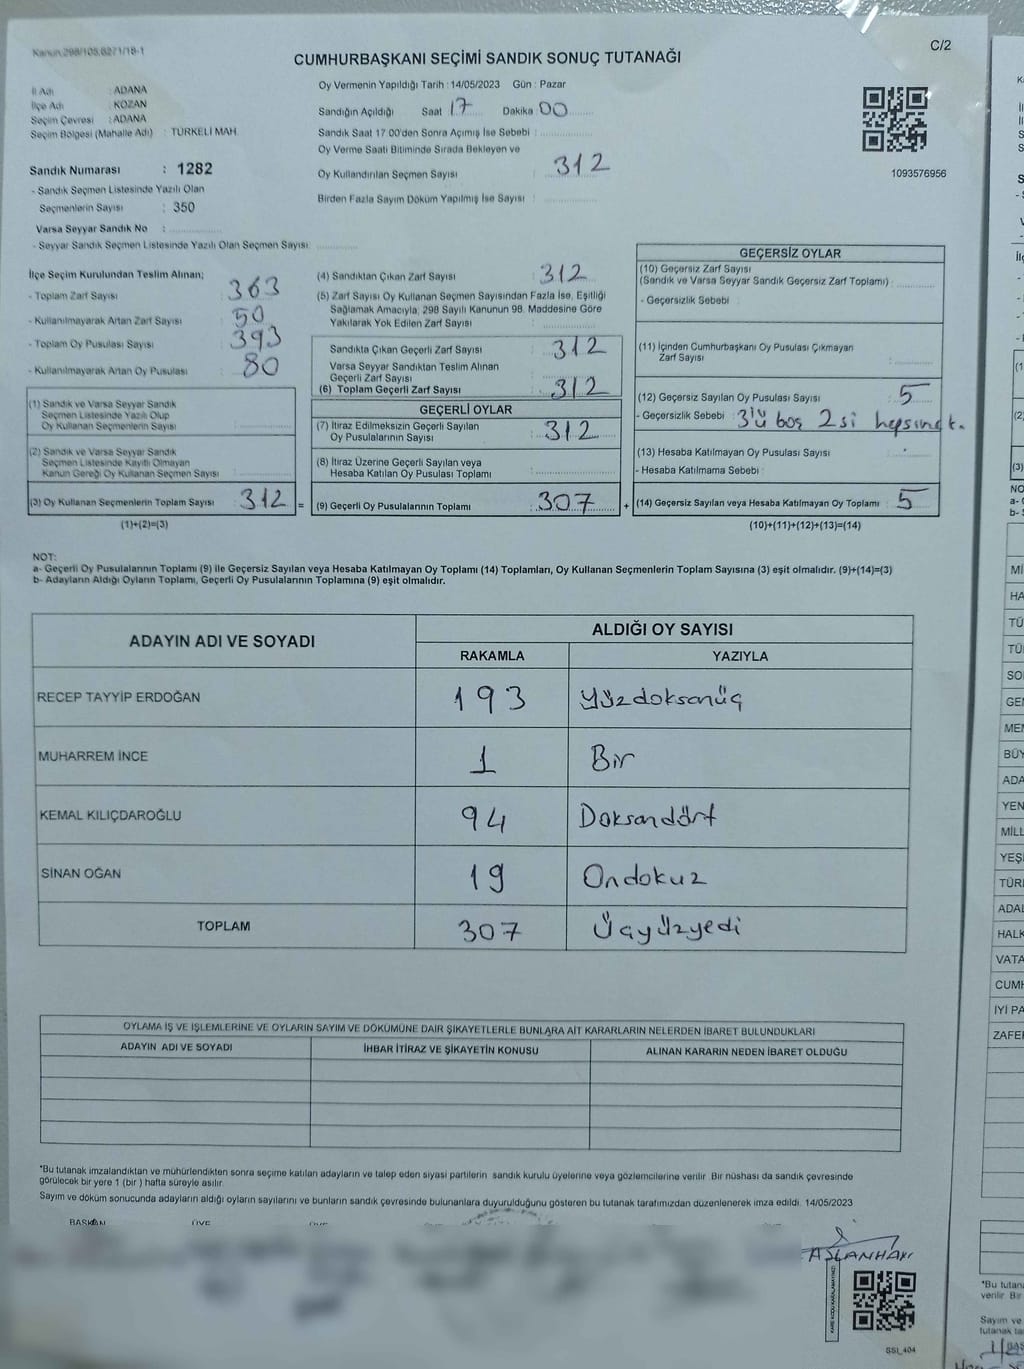 Kanun:298/105,6271/18-1
C/2
CUMHURBAŞKANI SEÇİMİ SANDIK SONUÇ TUTANAĞI
İl Adı : ADANA
İlçe Adı : KOZAN
Seçim Çevresi : ADANA
Seçim Bölgesi (Mahalle Adı) : TÜRKELİ MAH.
Sandık Numarası : 1282
- Sandık Seçmen Listesinde Yazılı Olan
Seçmenlerin Sayısı : 350
Varsa Seyyar Sandık No :
- Seyyar Sandık Seçmen Listesinde Yazılı Olan Seçmen Sayısı:
Oy Vermenin Yapıldığı Tarih : 14/05/2023 Gün : Pazar
Sandığın Açıldığı Saat 17 Dakika 00
Sandık Saat 17:00'den Sonra Açımış İse Sebebi :
Oy Verme Saati Bitiminde Sırada Bekleyen ve
Oy Kullandırılan Seçmen Sayısı : 312
Birden Fazla Sayım Döküm Yapılmış İse Sayısı :
1093576956
İlçe Seçim Kurulundan Teslim Alınan;
- Toplam Zarf Sayısı : 363
- Kullanılmayarak Artan Zarf Sayısı : 50
- Toplam Oy Pusulası Sayısı : 393
- Kullanılmayarak Artan Oy Pusulası : 80
(1) Sandık ve Varsa Seyyar Sandık
Seçmen Listesinde Yazılı Olup
Oy Kullanan Seçmenlerin Sayısı :
(2) Sandık ve Varsa Seyyar Sandık
Seçmen Listesinde Kayıtlı Olmayan
Kanun Gereği Oy Kullanan Seçmen Sayısı :
(3) Oy Kullanan Seçmenlerin Toplam Sayısı : 312 =
(1)+(2)=(3)
(4) Sandıktan Çıkan Zarf Sayısı : 312
(5) Zarf Sayısı Oy Kullanan Seçmen Sayısından Fazla İse, Eşitliği
Sağlamak Amacıyla; 298 Sayılı Kanunun 98. Maddesine Göre
Yakılarak Yok Edilen Zarf Sayısı :
Sandıkta Çıkan Geçerli Zarf Sayısı : 312
Varsa Seyyar Sandıktan Teslim Alınan
Geçerli Zarf Sayısı :
(6) Toplam Geçerli Zarf Sayısı : 312
GEÇERLİ OYLAR
(7) İtiraz Edilmeksizin Geçerli Sayılan
Oy Pusulalarının Sayısı : 312
(8) İtiraz Üzerine Geçerli Sayılan veya
Hesaba Katılan Oy Pusulası Toplamı :
(9) Geçerli Oy Pusulalarının Toplamı : 307 +
GEÇERSİZ OYLAR
(10) Geçersiz Zarf Sayısı
(Sandık ve Varsa Seyyar Sandık Geçersiz Zarf Toplamı) :
- Geçersizlik Sebebi :
(11) İçinden Cumhurbaşkanı Oy Pusulası Çıkmayan
Zarf Sayısı :
(12) Geçersiz Sayılan Oy Pusulası Sayısı : 5
- Geçersizlik Sebebi : 3'ü boş 2si
(13) Hesaba Katılmayan Oy Pusulası Sayısı :
- Hesaba Katılmama Sebebi :
(14) Geçersiz Sayılan veya Hesaba Katılmayan Oy Toplamı : 5
(10)+(11)+(12)+(13)=(14)
NOT:
a- Geçerli Oy Pusulalarının Toplamı (9) ile Geçersiz Sayılan veya Hesaba Katılmayan Oy Toplamı (14) Toplamları, Oy Kullanan Seçmenlerin Toplam Sayısına (3) eşit olmalıdır. (9)+(14)=(3)
b- Adayların Aldığı Oyların Toplamı, Geçerli Oy Pusulalarının Toplamına (9) eşit olmalıdır.
ADAYIN ADI VE SOYADI ALDIĞI OY SAYISI
RAKAMLA YAZIYLA
RECEP TAYYİP ERDOĞAN 193 Yüzdoksanüç
MUHARREM İNCE 1 Bir
KEMAL KILIÇDAROĞLU 94 Doksandört
SİNAN OĞAN 19 Ondokuz
TOPLAM 307 Üçyüzyedi
OYLAMA İŞ VE İŞLEMLERİNE VE OYLARIN SAYIM VE DÖKÜMÜNE DAİR ŞİKAYETLERLE BUNLARA AİT KARARLARIN NELERDEN İBARET BULUNDUKLARI
ADAYIN ADI VE SOYADI İHBAR İTİRAZ VE ŞİKAYETİN KONUSU ALINAN KARARIN NEDEN İBARET OLDUĞU
*Bu tutanak imzalandıktan ve mühürlendikten sonra seçime katılan adayların ve talep eden siyasi partilerin sandık kurulu üyelerine veya gözlemcilerine verilir. Bir nüshası da sandık çevresinde
görülecek bir yere 1 (bir ) hafta süreyle asılır.
Sayım ve döküm sonucunda adayların aldığı oyların sayılarını ve bunların sandık çevresinde bulunanlara duyurulduğunu gösteren bu tutanak tarafımızdan düzenlenerek imza edildi. 14/05/2023
BAŞKAN ÜYE ÜYE
ASLANHAKI
KARE KODU KARALAMAYINIZ!
SSI_404